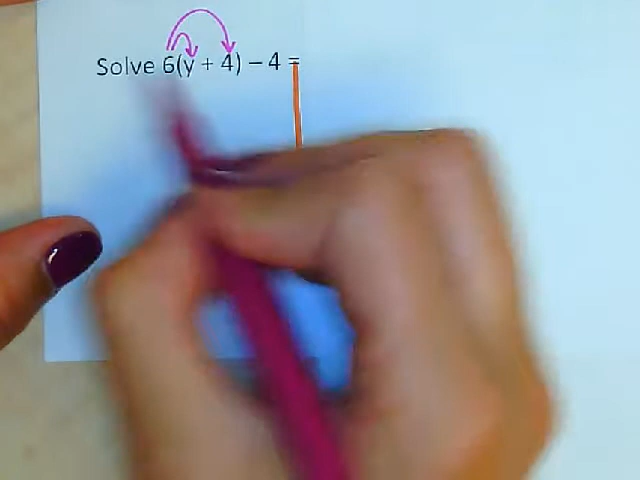 Solve 6(y + 4) – 4 =